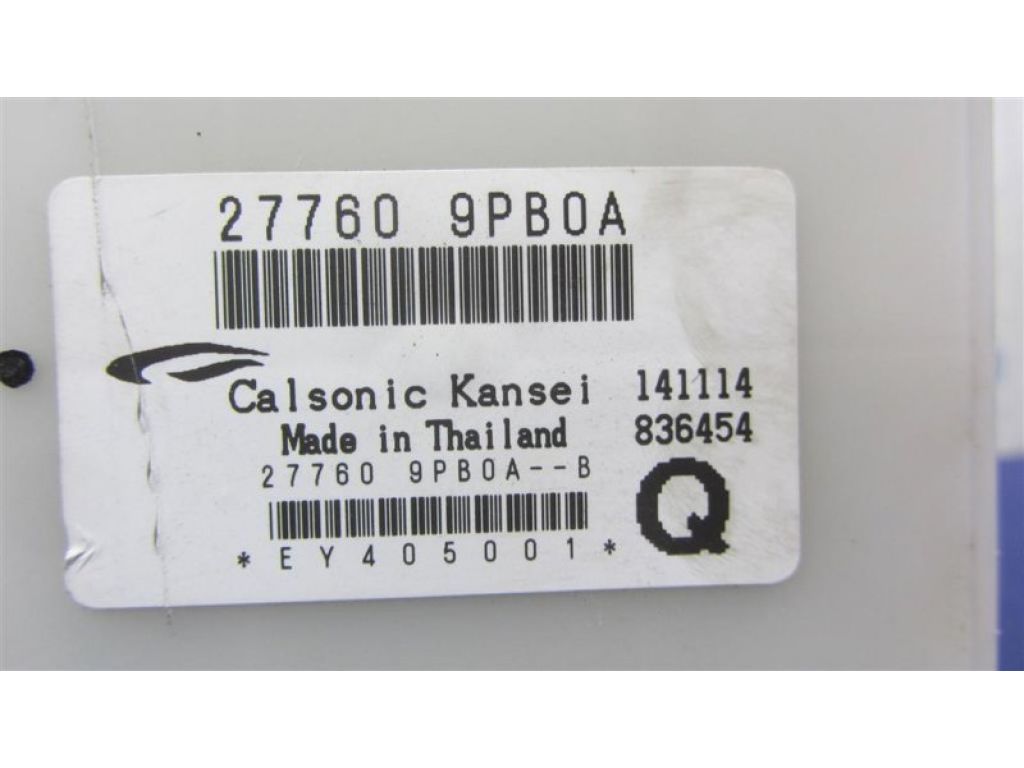 27760 9PB0A
Calsonic Kansei 141114
Made in Thailand 836454
27760 9PB0A--B
Q
*EY405001*